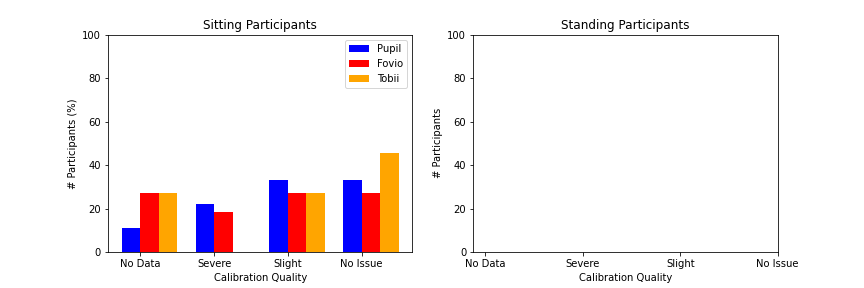 Sitting Participants
# Participants (%)
100
80
60
40
20
0
Pupil
Fovio
Tobii
No Data Severe Slight No Issue
Calibration Quality
Standing Participants
# Participants
100
80
60
40
20
0
No Data Severe Slight No Issue
Calibration Quality